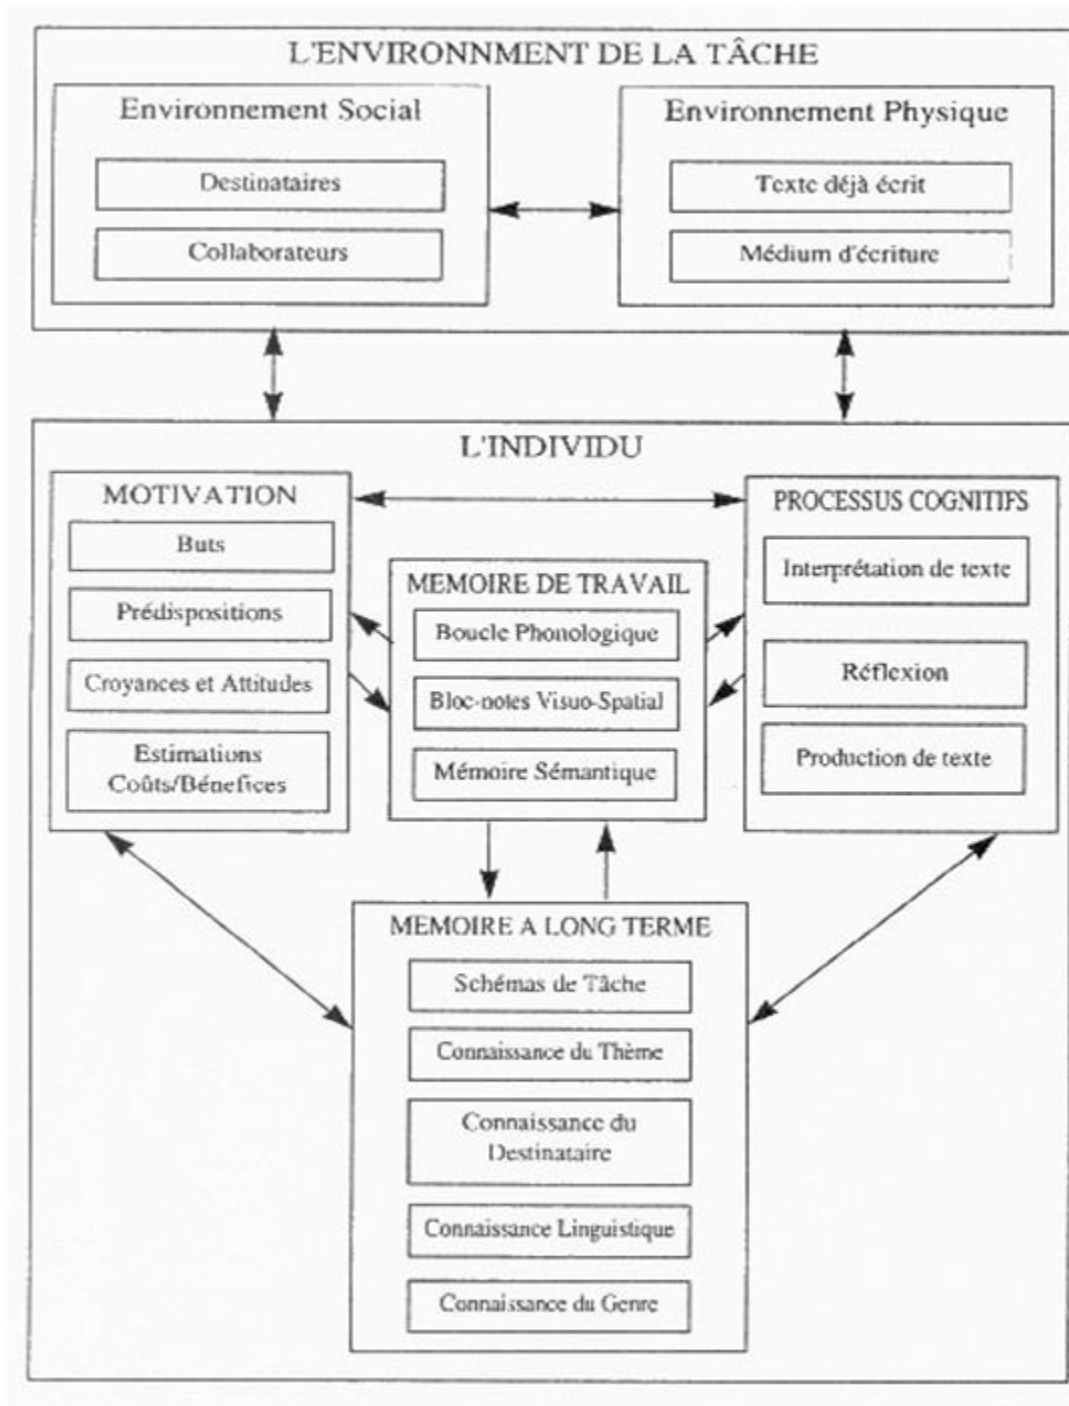 L'ENVIRONNMENT DE LA TÂCHE
Environnement Social
Destinataires
Collaborateurs
Environnement Physique
Texte déjà écrit
Médium d'écriture
L'INDIVIDU
MOTIVATION
Buts
Prédispositions
Croyances et Attitudes
Estimations
Coûts/Bénefices
MEMOIRE DE TRAVAIL
Boucle Phonologique
Bloc-notes Visuo-Spatial
Mémoire Sémantique
PROCESSUS COGNITIFS
Interprétation de texte
Réflexion
Production de texte
MEMOIRE A LONG TERME
Schémas de Tâche
Connaissance du Thème
Connaissance du
Destinataire
Connaissance Linguistique
Connaissance du Genre